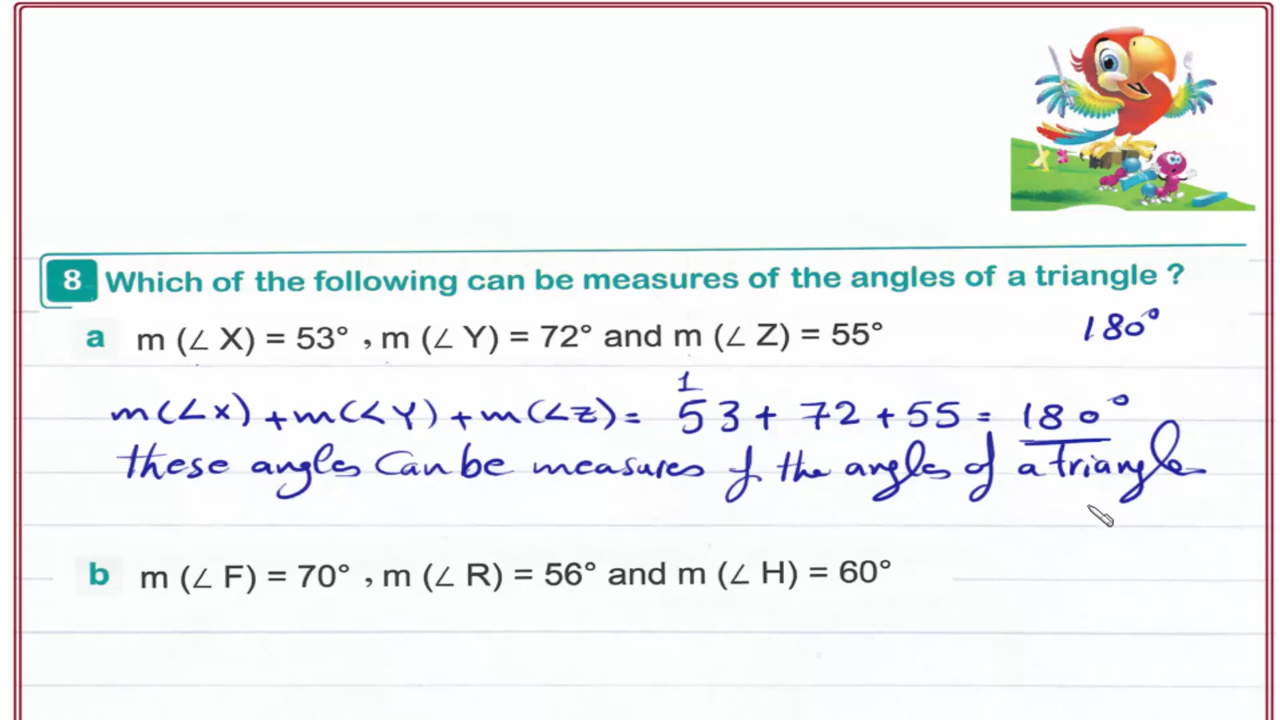 8 Which of the following can be measures of the angles of a triangle ?
a m (∠ X) = 53° , m (∠ Y) = 72° and m (∠ Z) = 55°
180°
1
m(∠x) + m(∠Y) + m(∠z) = 53 + 72 + 55 = 180°
these angles can be measures of the angles of a triangle
b m (∠ F) = 70° , m (∠ R) = 56° and m (∠ H) = 60°